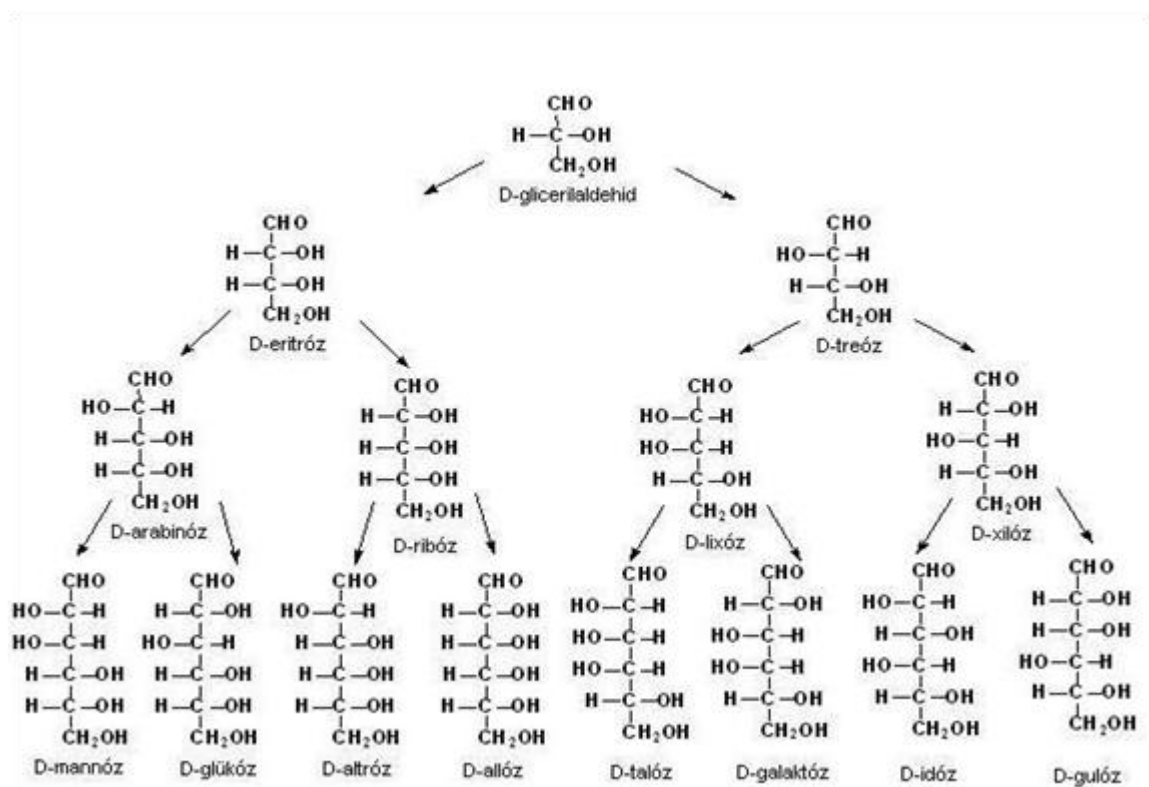 CHO
H—C—OH
CH₂OH
D-glicerilaldehid
CHO
H—C—OH
H—C—OH
CH₂OH
D-eritróz
CHO
HO—C—H
H—C—OH
CH₂OH
D-treóz
CHO
HO—C—H
H—C—OH
H—C—OH
CH₂OH
D-arabinóz
CHO
H—C—OH
H—C—OH
H—C—OH
CH₂OH
D-ribóz
CHO
HO—C—H
HO—C—H
H—C—OH
CH₂OH
D-lixóz
CHO
H—C—OH
HO—C—H
H—C—OH
CH₂OH
D-xilóz
CHO
HO—C—H
HO—C—H
H—C—OH
H—C—OH
CH₂OH
D-mannóz
CHO
H—C—OH
HO—C—H
H—C—OH
H—C—OH
CH₂OH
D-glükóz
CHO
HO—C—H
H—C—OH
H—C—OH
H—C—OH
CH₂OH
D-altróz
CHO
H—C—OH
H—C—OH
H—C—OH
H—C—OH
CH₂OH
D-allóz
CHO
HO—C—H
HO—C—H
HO—C—H
H—C—OH
CH₂OH
D-talóz
CHO
H—C—OH
HO—C—H
HO—C—H
H—C—OH
CH₂OH
D-galaktóz
CHO
HO—C—H
H—C—OH
HO—C—H
H—C—OH
CH₂OH
D-idóz
CHO
H—C—OH
H—C—OH
HO—C—H
H—C—OH
CH₂OH
D-gulóz